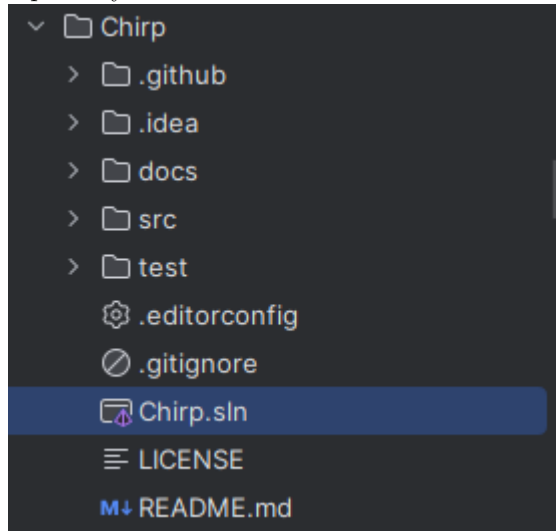 Chirp
.github
.idea
docs
src
test
.editorconfig
.gitignore
Chirp.sln
LICENSE
M↓ README.md